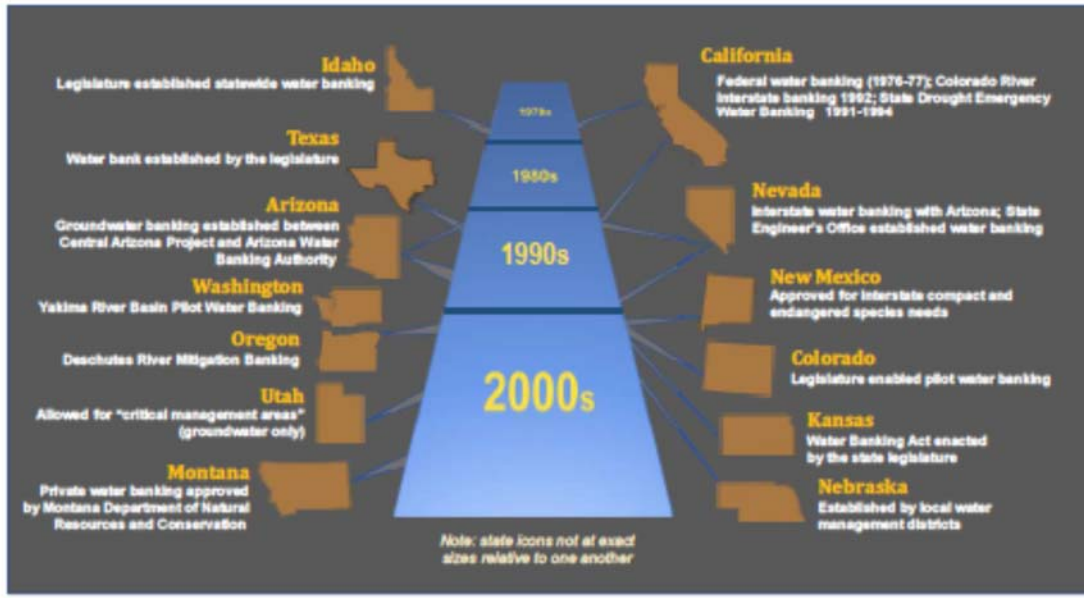 Idaho
Legislature established statewide water banking
Texas
Water bank established by the legislature
Arizona
Groundwater banking established between
Central Arizona Project and Arizona Water
Banking Authority
Washington
Yakima River Basin Pilot Water Banking
Oregon
Deschutes River Mitigation Banking
Utah
Allowed for “critical management areas”
(groundwater only)
Montana
Private water banking approved
by Montana Department of Natural
Resources and Conservation
1970s
1980s
1990s
2000s
Note: state icons not at exact
sizes relative to one another
California
Federal water banking (1976-77); Colorado River
Interstate banking 1992; State Drought Emergency
Water Banking 1991-1994
Nevada
Interstate water banking with Arizona; State
Engineer's Office established water banking
New Mexico
Approved for Interstate compact and
endangered species needs
Colorado
Legislature enabled pilot water banking
Kansas
Water Banking Act enacted
by the state legislature
Nebraska
Established by local water
management districts